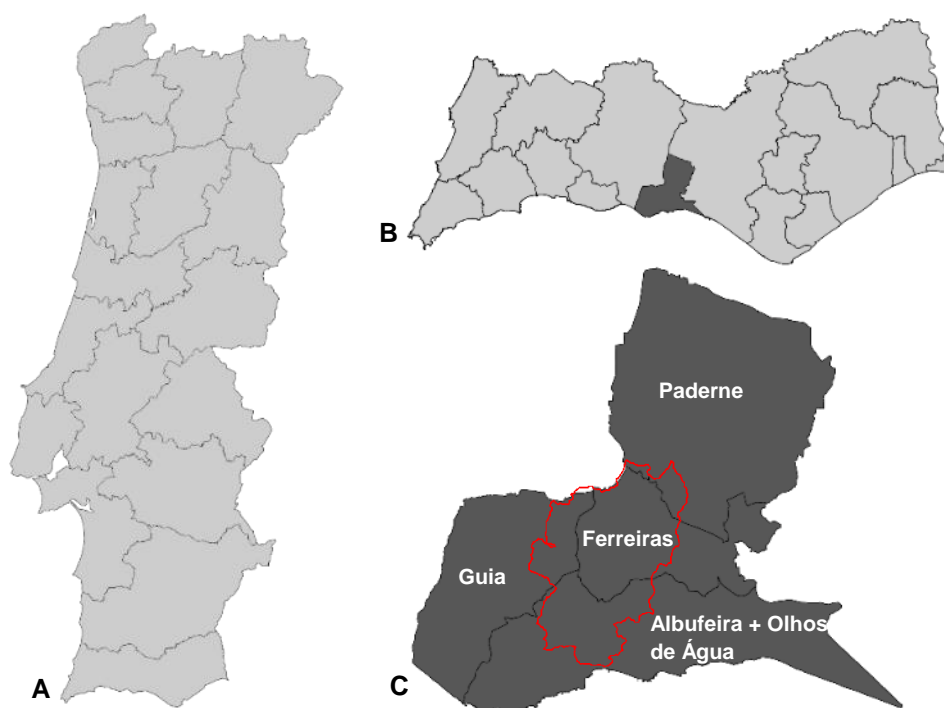 A
B
Paderne
Ferreiras
Guia
Albufeira + Olhos
de Água
C